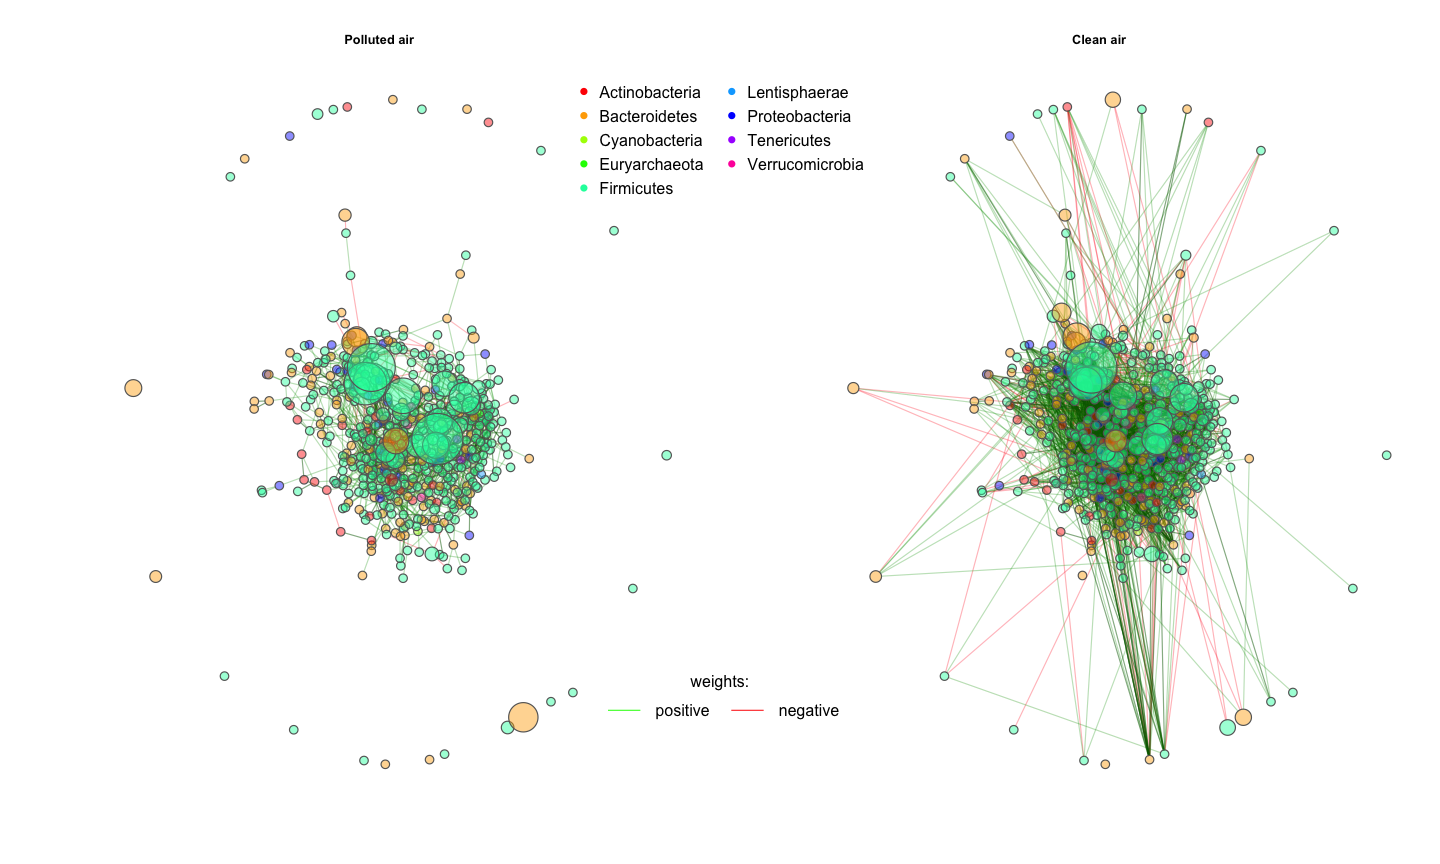 Polluted air
Clean air
Actinobacteria
Bacteroidetes
Cyanobacteria
Euryarchaeota
Firmicutes
Lentisphaerae
Proteobacteria
Tenericutes
Verrucomicrobia
weights:
positive negative